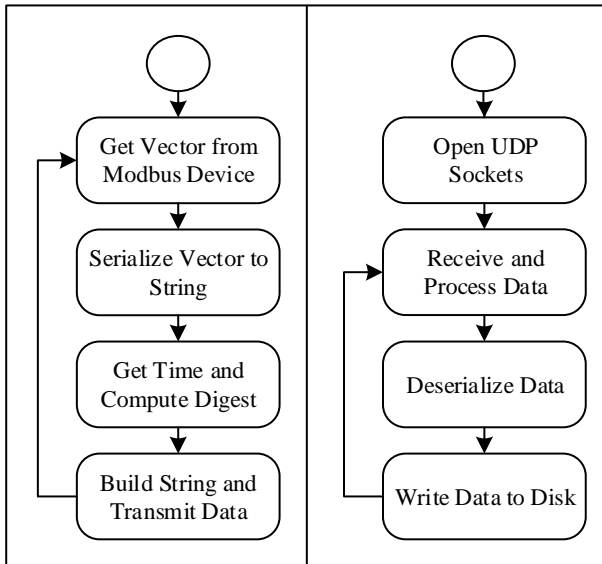 Get Vector from
Modbus Device
Serialize Vector to
String
Get Time and
Compute Digest
Build String and
Transmit Data
Open UDP
Sockets
Receive and
Process Data
Deserialize Data
Write Data to Disk